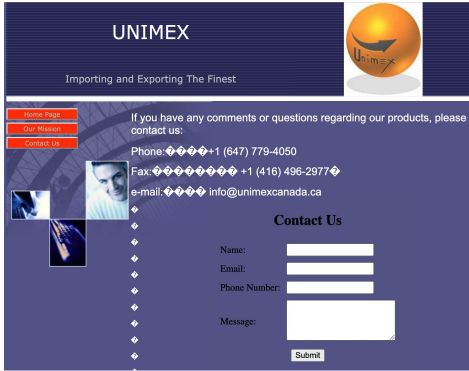 UNIMEX
Unimex
Importing and Exporting The Finest
Home Page
Our Mission
Contact Us
If you have any comments or questions regarding our products, please
contact us:
Phone:����+1 (647) 779-4050
Fax:�������� +1 (416) 496-2977�
e-mail:���� info@unimexcanada.ca
�
�
�
�
�
�
�
�
�
�
Contact Us
Name:
Email:
Phone Number:
Message:
Submit